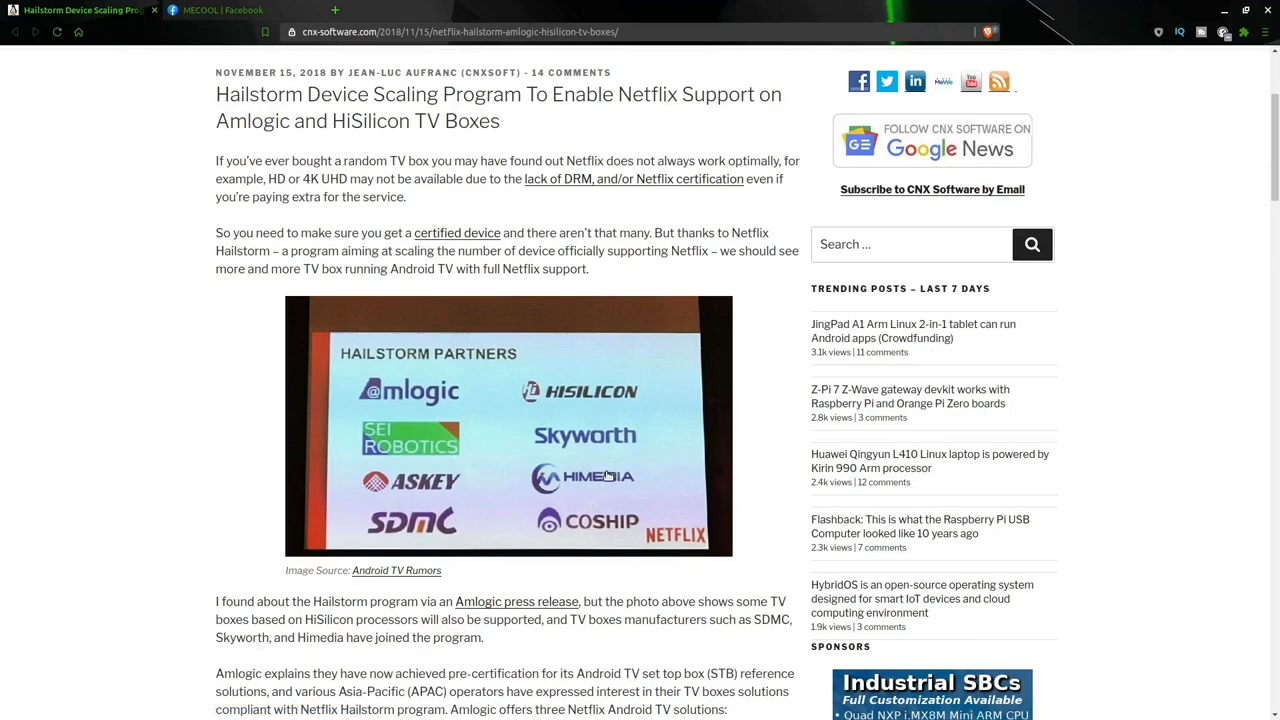 Hailstorm Device Scaling Prog
MECOOL | Facebook
cnx-software.com/2018/11/15/netflix-hailstorm-amlogic-hisilicon-tv-boxes/
NOVEMBER 15, 2018 BY JEAN-LUC AUFRANC (CNXSOFT) - 14 COMMENTS
Hailstorm Device Scaling Program To Enable Netflix Support on
Amlogic and HiSilicon TV Boxes
If you've ever bought a random TV box you may have found out Netflix does not always work optimally, for
example, HD or 4K UHD may not be available due to the lack of DRM, and/or Netflix certification even if
you're paying extra for the service.
So you need to make sure you get a certified device and there aren't that many. But thanks to Netflix
Hailstorm – a program aiming at scaling the number of device officially supporting Netflix – we should see
more and more TV box running Android TV with full Netflix support.
HAILSTORM PARTNERS
@mlogic
Hi HISILICON
SEI
ROBOTICS
Skyworth
ASKEY
HIMEDIA
SDMC
COSHIP
NETFLIX
Image Source: Android TV Rumors
I found about the Hailstorm program via an Amlogic press release, but the photo above shows some TV
boxes based on HiSilicon processors will also be supported, and TV boxes manufacturers such as SDMC,
Skyworth, and Himedia have joined the program.
Amlogic explains they have now achieved pre-certification for its Android TV set top box (STB) reference
solutions, and various Asia-Pacific (APAC) operators have expressed interest in their TV boxes solutions
compliant with Netflix Hailstorm program. Amlogic offers three Netflix Android TV solutions:
MeWe
You
Tube
FOLLOW CNX SOFTWARE ON
GE Google News
Subscribe to CNX Software by Email
Search …
TRENDING POSTS – LAST 7 DAYS
JingPad A1 Arm Linux 2-in-1 tablet can run
Android apps (Crowdfunding)
3.1k views | 11 comments
Z-Pi 7 Z-Wave gateway devkit works with
Raspberry Pi and Orange Pi Zero boards
2.8k views | 3 comments
Huawei Qingyun L410 Linux laptop is powered by
Kirin 990 Arm processor
2.4k views | 12 comments
Flashback: This is what the Raspberry Pi USB
Computer looked like 10 years ago
2.3k views | 7 comments
HybridOS is an open-source operating system
designed for smart IoT devices and cloud
computing environment
1.9k views | 3 comments
SPONSORS
Industrial SBCs
Full Customization Available
• Quad NXP i.MX8M Mini ARM CPU